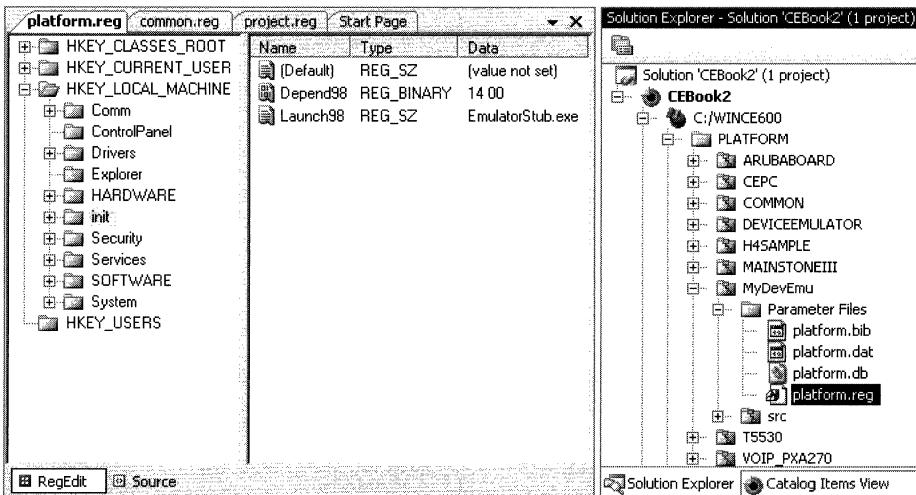 platform.reg common.reg project.reg Start Page
HKEY_CLASSES_ROOT
HKEY_CURRENT_USER
HKEY_LOCAL_MACHINE
Comm
ControlPanel
Drivers
Explorer
HARDWARE
init
Security
Services
SOFTWARE
System
HKEY_USERS
Name Type Data
(Default) REG_SZ (value not set)
Depend98 REG_BINARY 14 00
Launch98 REG_SZ EmulatorStub.exe
RegEdit Source
Solution Explorer - Solution 'CEBook2' (1 project)
Solution 'CEBook2' (1 project)
CEBook2
C:/WINCE600
PLATFORM
ARUBABOARD
CEPC
COMMON
DEVICEEMULATOR
H4SAMPLE
MAINSTONEIII
MyDevEmu
Parameter Files
platform.bib
platform.dat
platform.db
platform.reg
src
T5530
VOIP_PXA270
Solution Explorer Catalog Items View